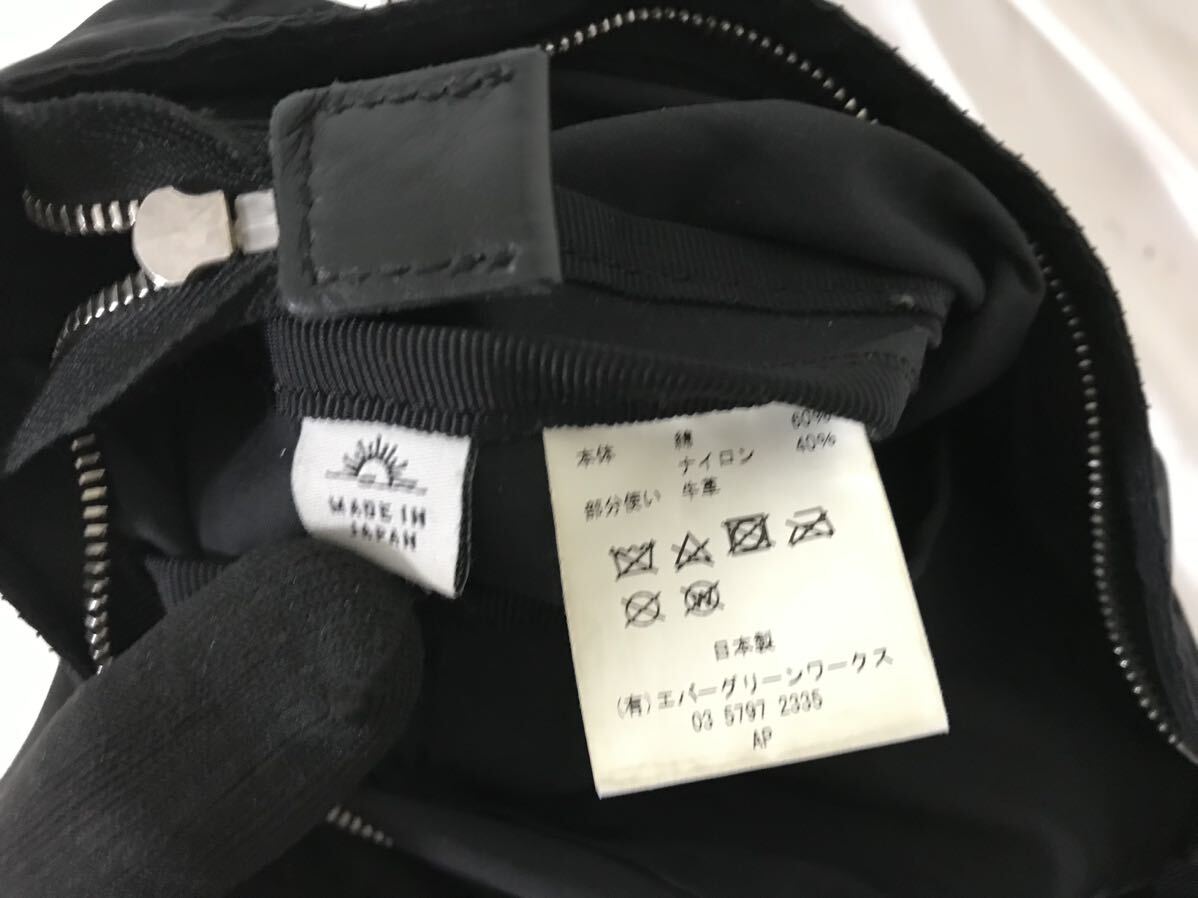 MADE IN
JAPAN
本体 綿 60%
ナイロン 40%
部分使い 牛革
日本製
(有)エバーグリーンワークス
03 5797 2335
AP